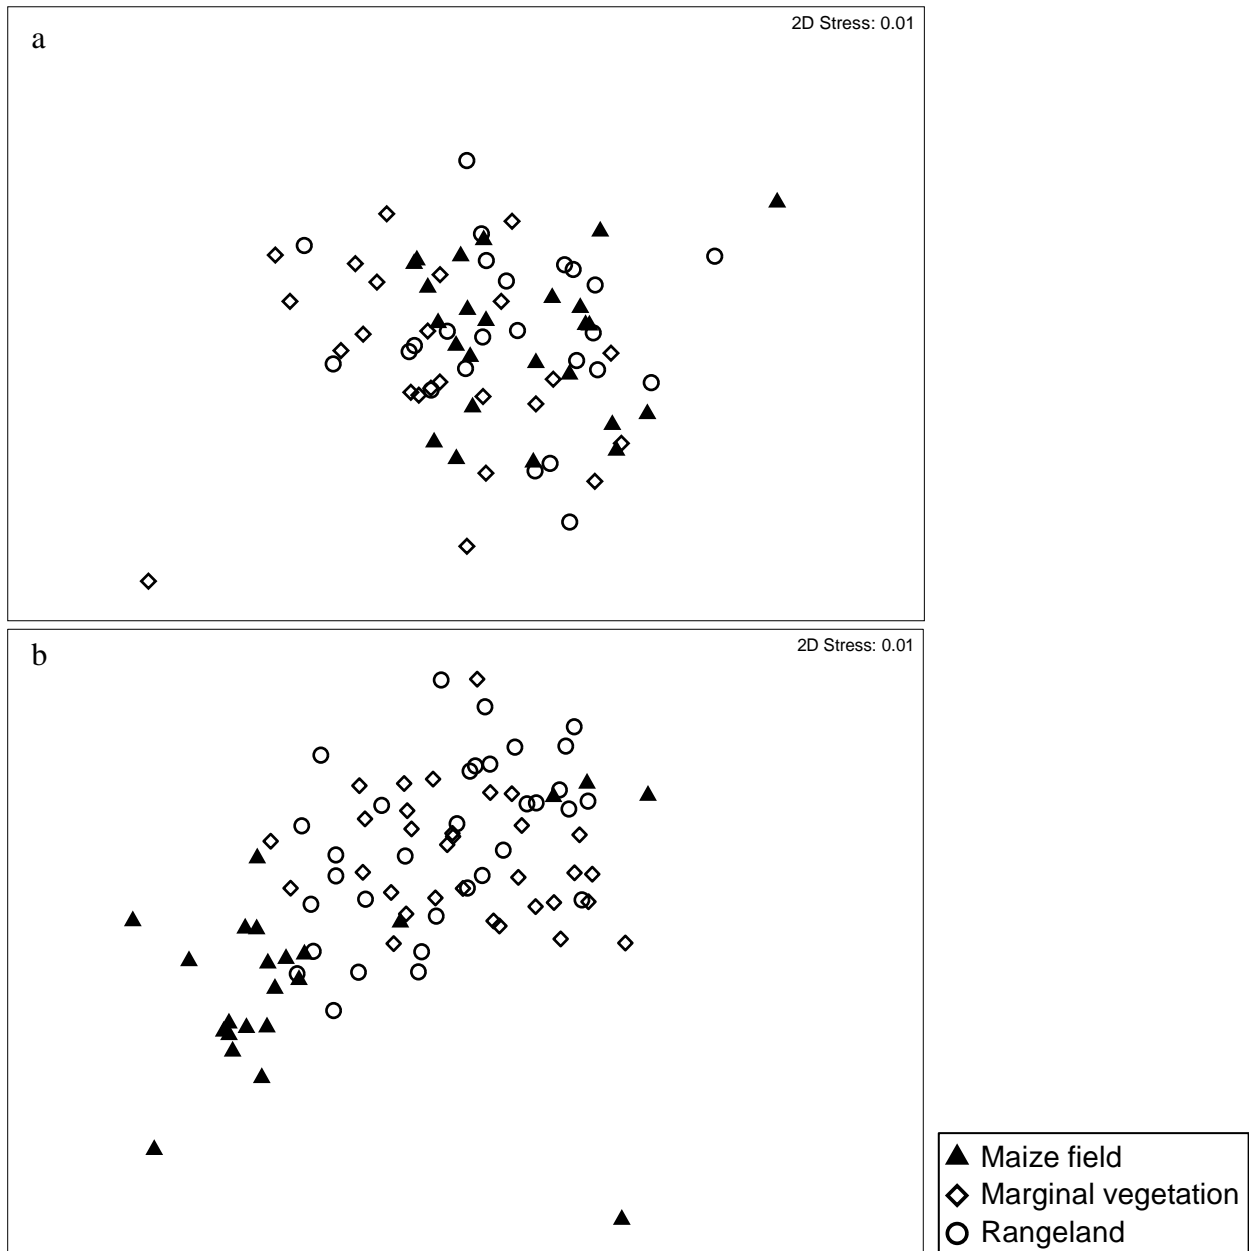 a
2D Stress: 0.01
b
2D Stress: 0.01
Maize field
Marginal vegetation
Rangeland